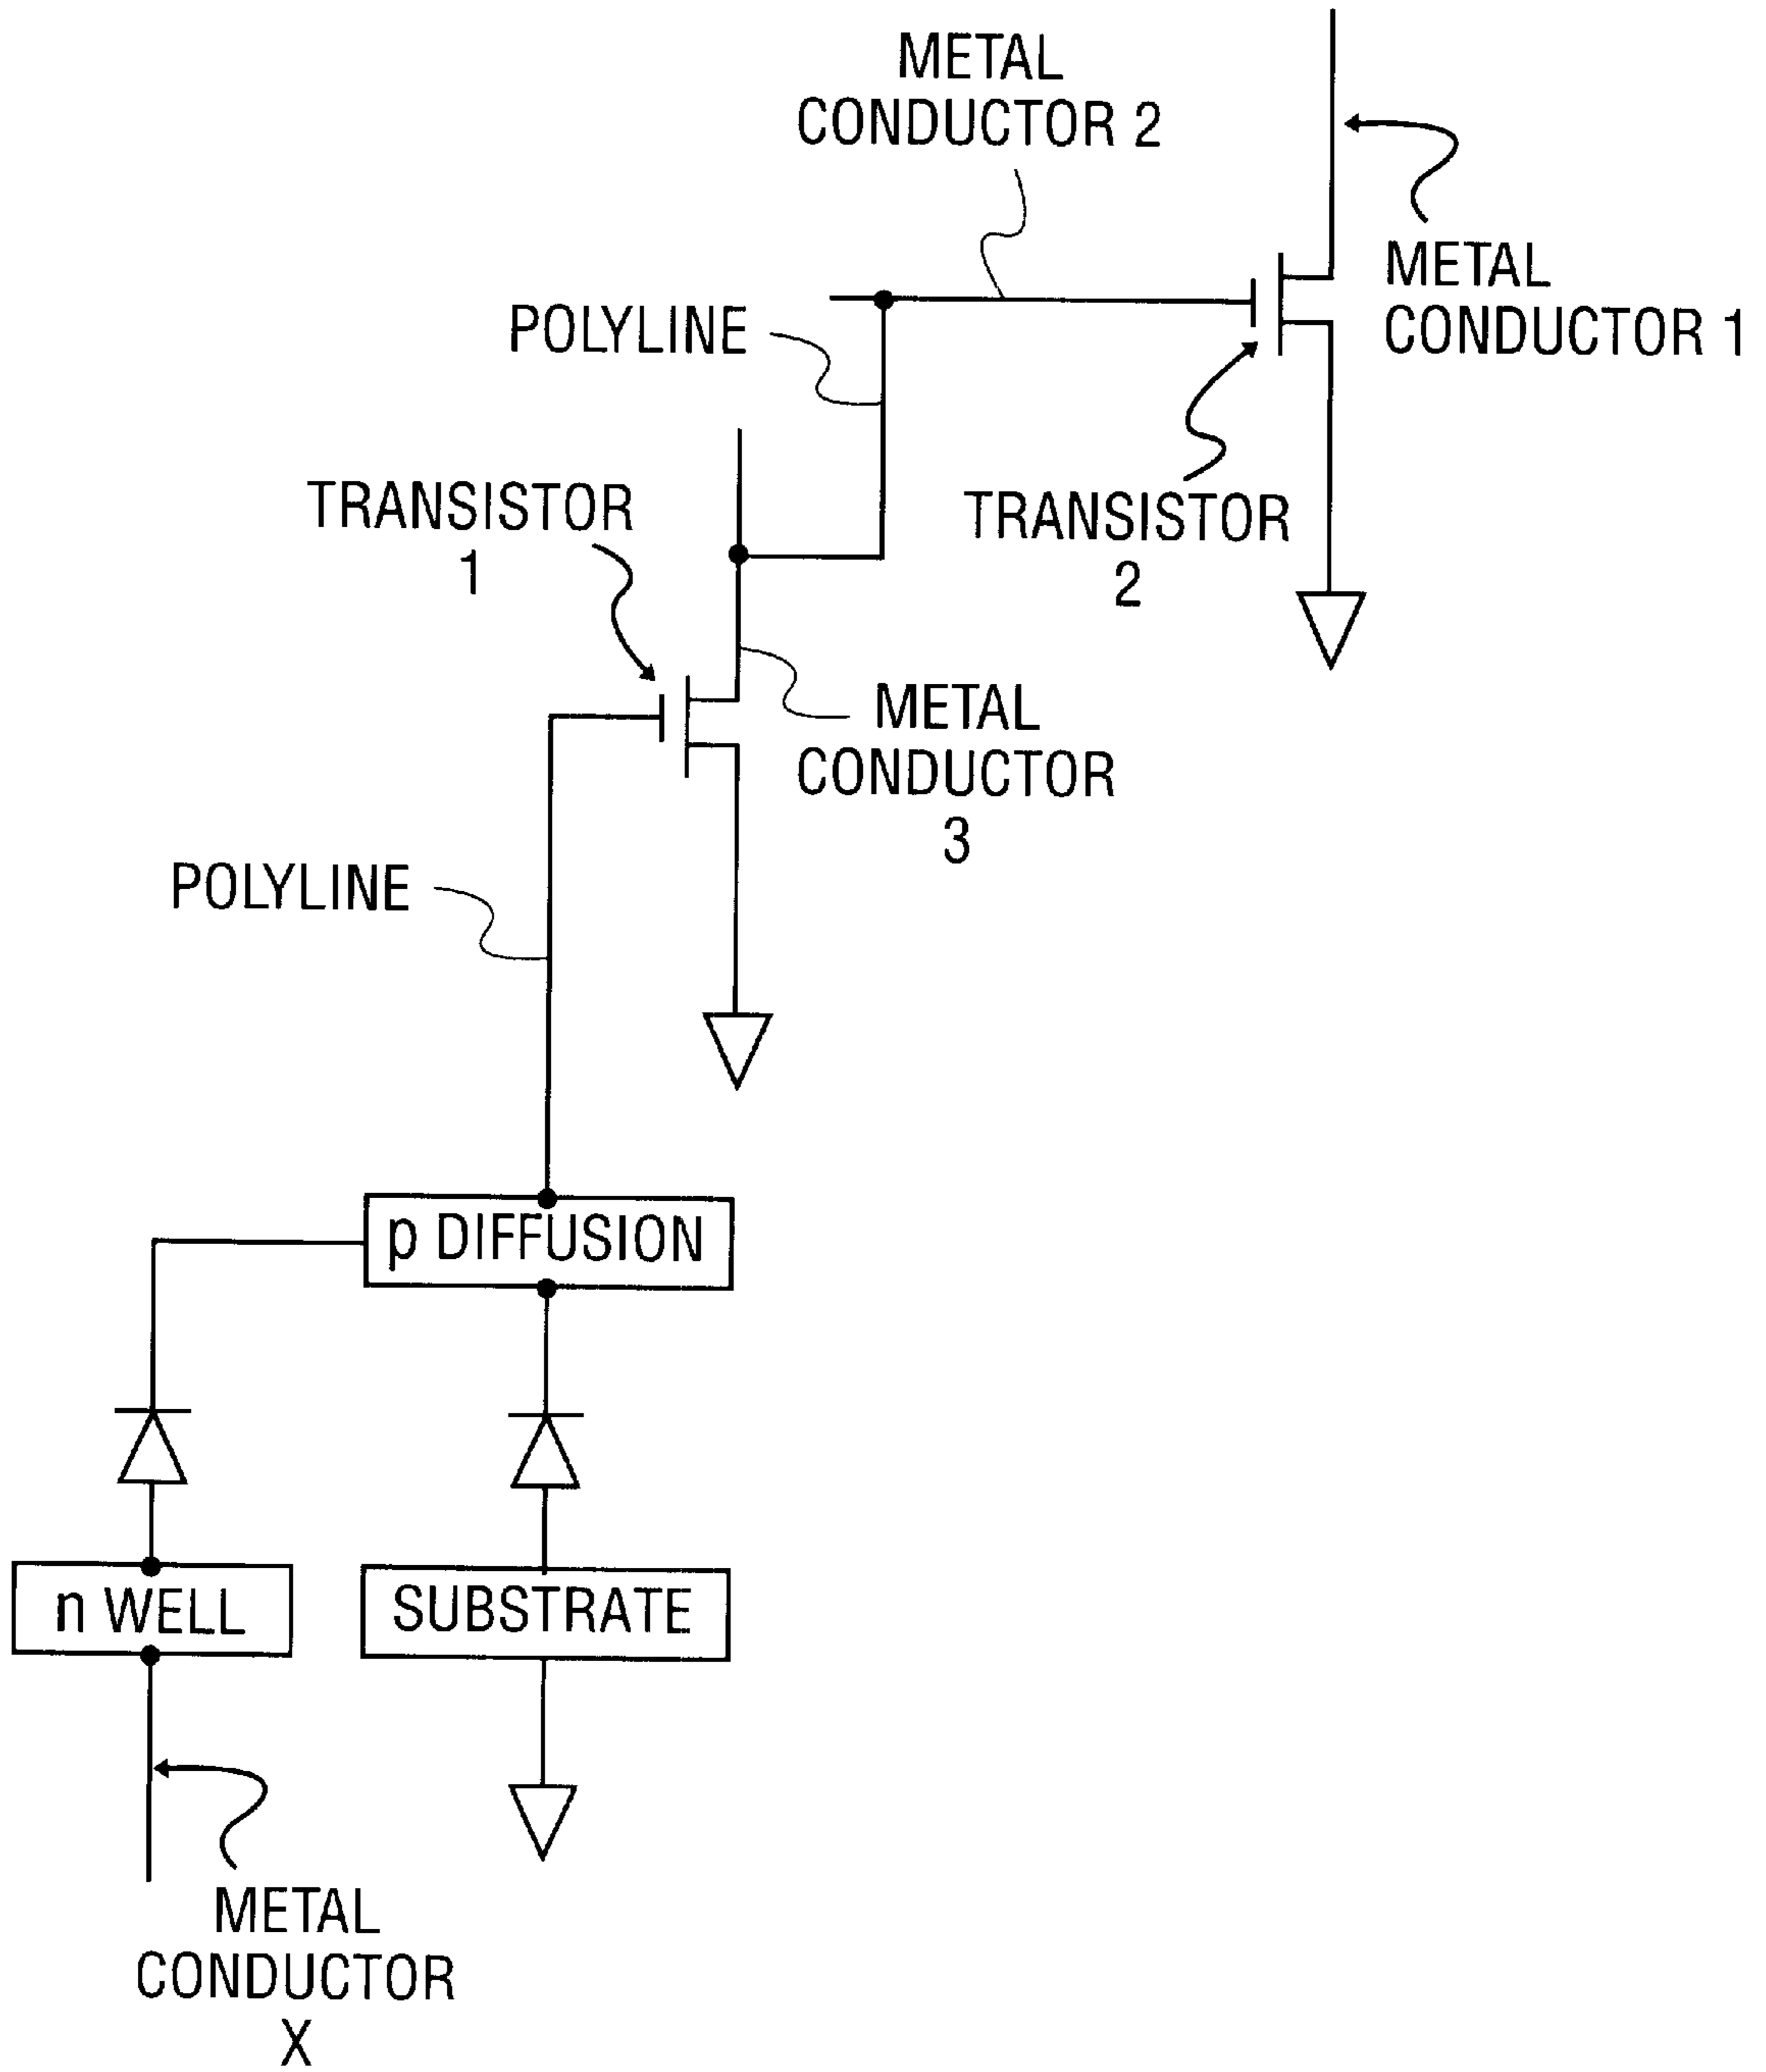 METAL
CONDUCTOR 2
METAL
CONDUCTOR 1
POLYLINE
TRANSISTOR
1
TRANSISTOR
2
METAL
CONDUCTOR
3
POLYLINE
p DIFFUSION
n WELL
SUBSTRATE
METAL
CONDUCTOR
X